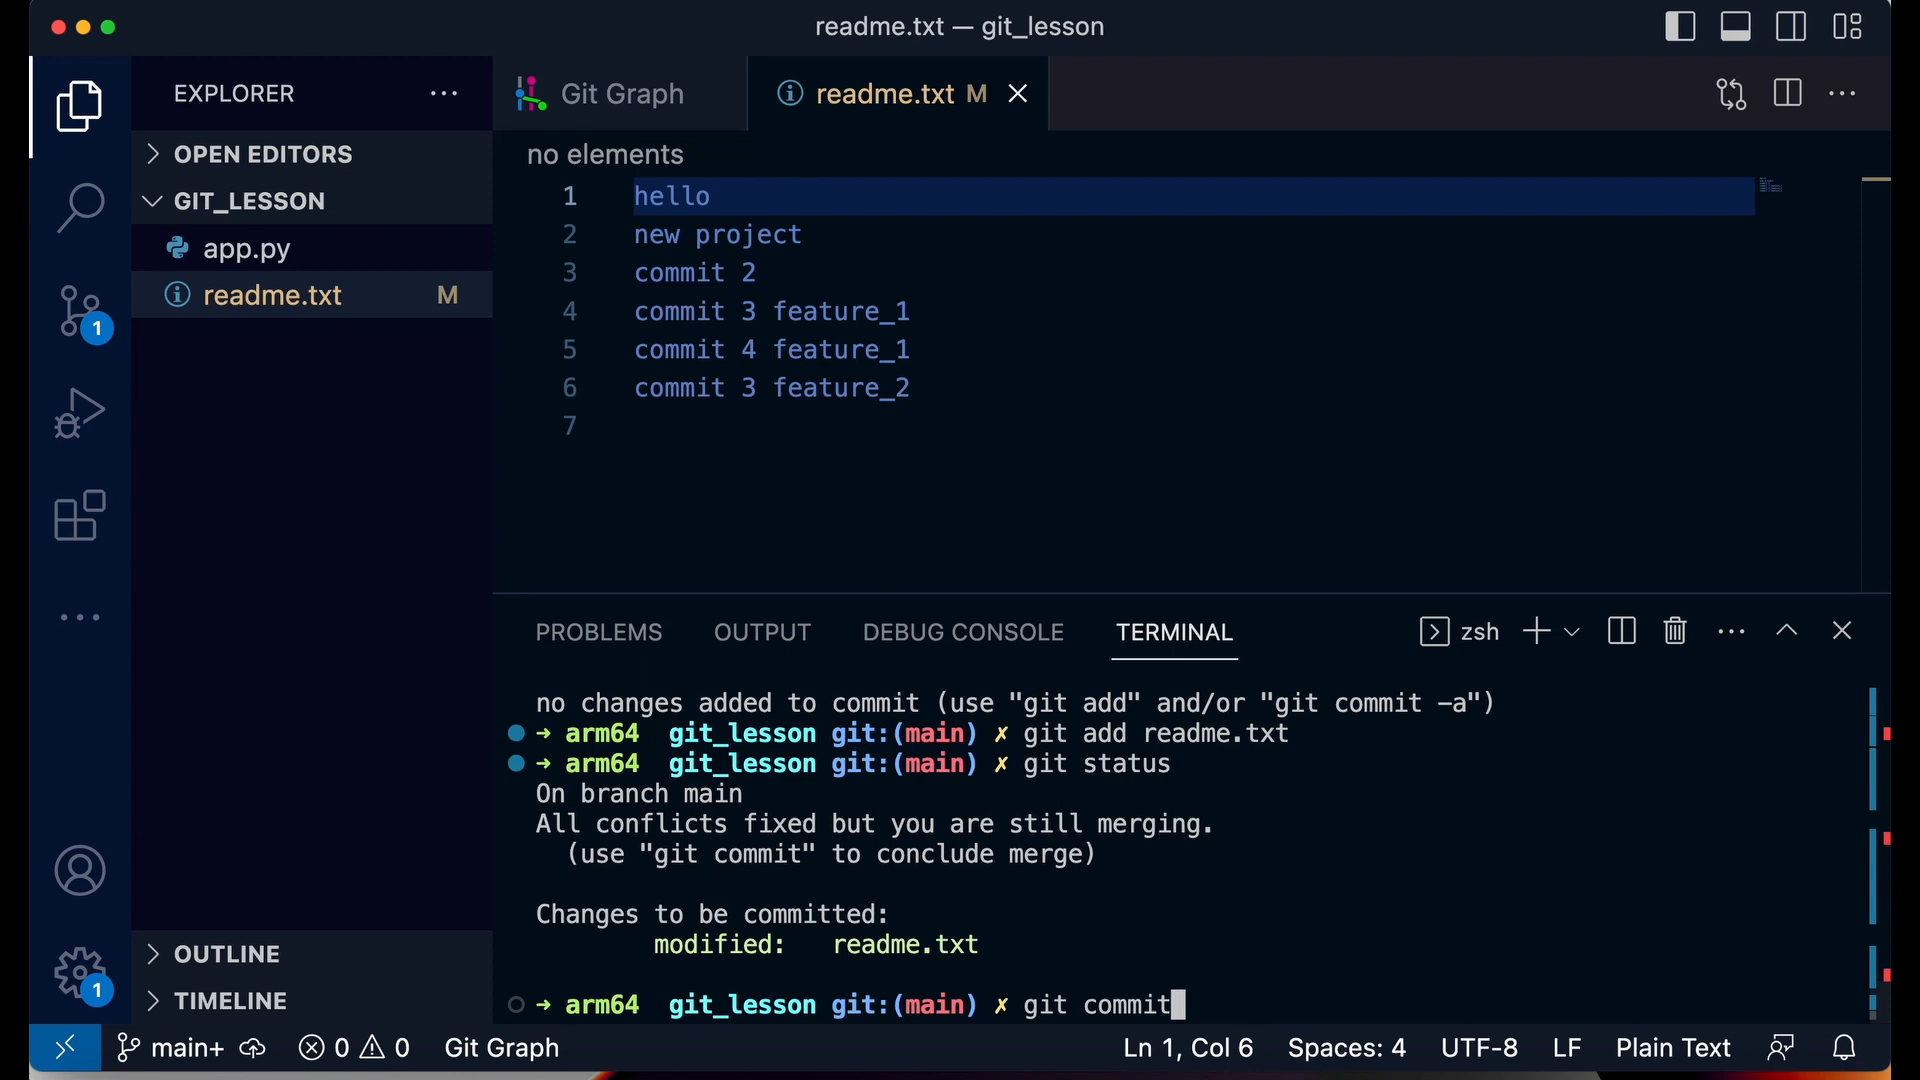 readme.txt — git_lesson
EXPLORER
OPEN EDITORS
GIT_LESSON
app.py
readme.txt M
1
OUTLINE
TIMELINE
1
Git Graph
readme.txt M
no elements
1 hello
2 new project
3 commit 2
4 commit 3 feature_1
5 commit 4 feature_1
6 commit 3 feature_2
7
PROBLEMS OUTPUT DEBUG CONSOLE TERMINAL zsh
no changes added to commit (use "git add" and/or "git commit -a")
→ arm64 git_lesson git:(main) ✗ git add readme.txt
→ arm64 git_lesson git:(main) ✗ git status
On branch main
All conflicts fixed but you are still merging.
(use "git commit" to conclude merge)
Changes to be committed:
modified: readme.txt
→ arm64 git_lesson git:(main) ✗ git commit
main+ 0 0 Git Graph Ln 1, Col 6 Spaces: 4 UTF-8 LF Plain Text